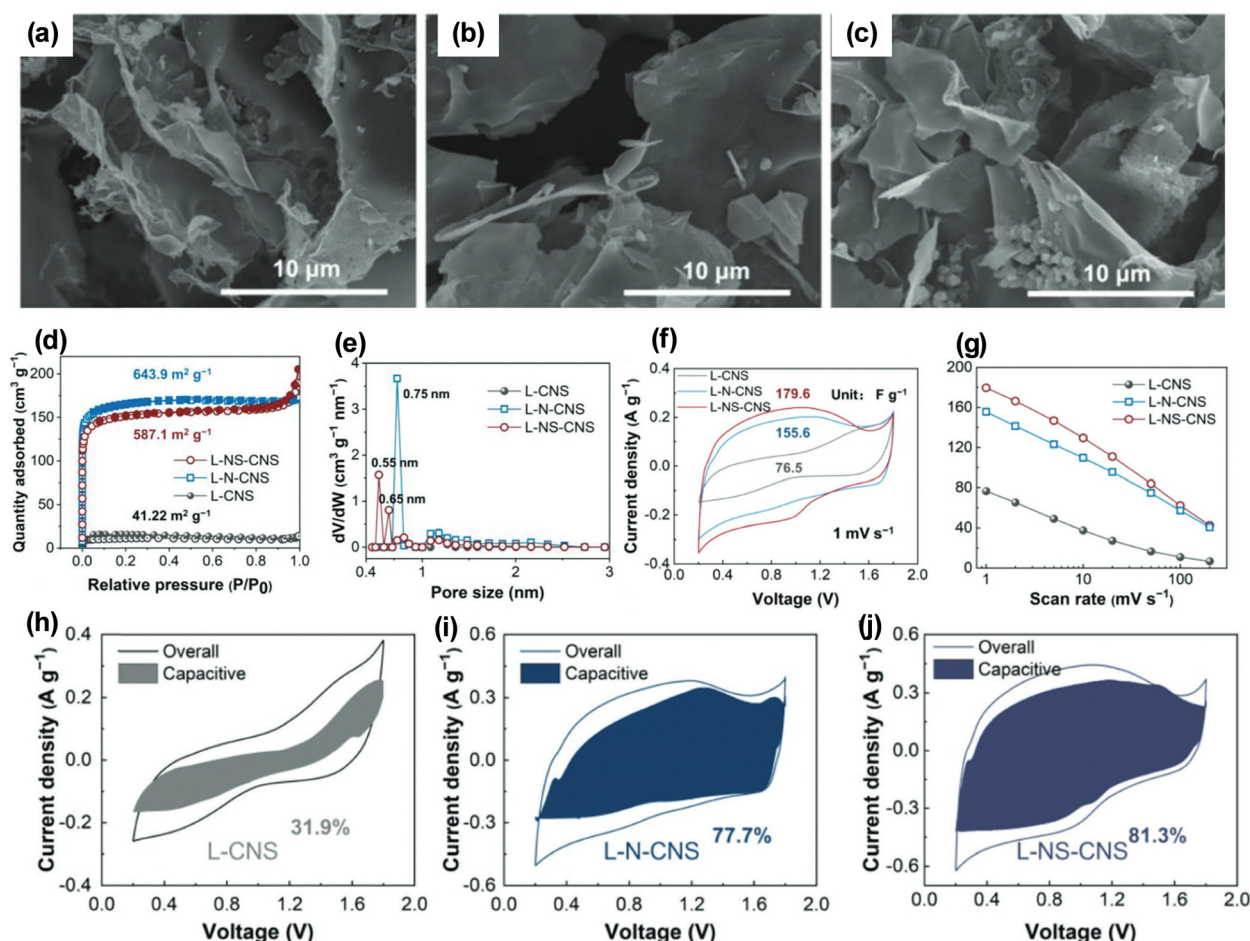 (a)
10 µm
(b)
10 µm
(c)
10 µm
(d)
Quantity adsorbed (cm³ g⁻¹)
200
150
100
50
0
643.9 m² g⁻¹
587.1 m² g⁻¹
L-NS-CNS
L-N-CNS
L-CNS
41.22 m² g⁻¹
0.0 0.2 0.4 0.6 0.8 1.0
Relative pressure (P/P0)
(e)
dV/dW (cm³ g⁻¹ nm⁻¹)
4
3
2
1
0
0.75 nm
0.55 nm
0.65 nm
L-CNS
L-N-CNS
L-NS-CNS
0.4 1 2 3
Pore size (nm)
(f)
Current density (A g⁻¹)
0.4
0.2
0.0
-0.2
-0.4
L-CNS
L-N-CNS
L-NS-CNS
179.6
Unit: F g⁻¹
155.6
76.5
1 mV s⁻¹
0.0 0.4 0.8 1.2 1.6 2.0
Voltage (V)
(g)
200
160
120
80
40
0
L-CNS
L-N-CNS
L-NS-CNS
1 10 100
Scan rate (mV s⁻¹)
(h)
Current density (A g⁻¹)
0.4
0.2
0.0
-0.2
-0.4
Overall
Capacitive
31.9%
L-CNS
0.0 0.4 0.8 1.2 1.6 2.0
Voltage (V)
(i)
Current density (A g⁻¹)
0.6
0.3
0.0
-0.3
-0.6
Overall
Capacitive
77.7%
L-N-CNS
0.0 0.4 0.8 1.2 1.6 2.0
Voltage (V)
(j)
Current density (A g⁻¹)
0.6
0.3
0.0
-0.3
-0.6
Overall
Capacitive
81.3%
L-NS-CNS
0.0 0.4 0.8 1.2 1.6 2.0
Voltage (V)